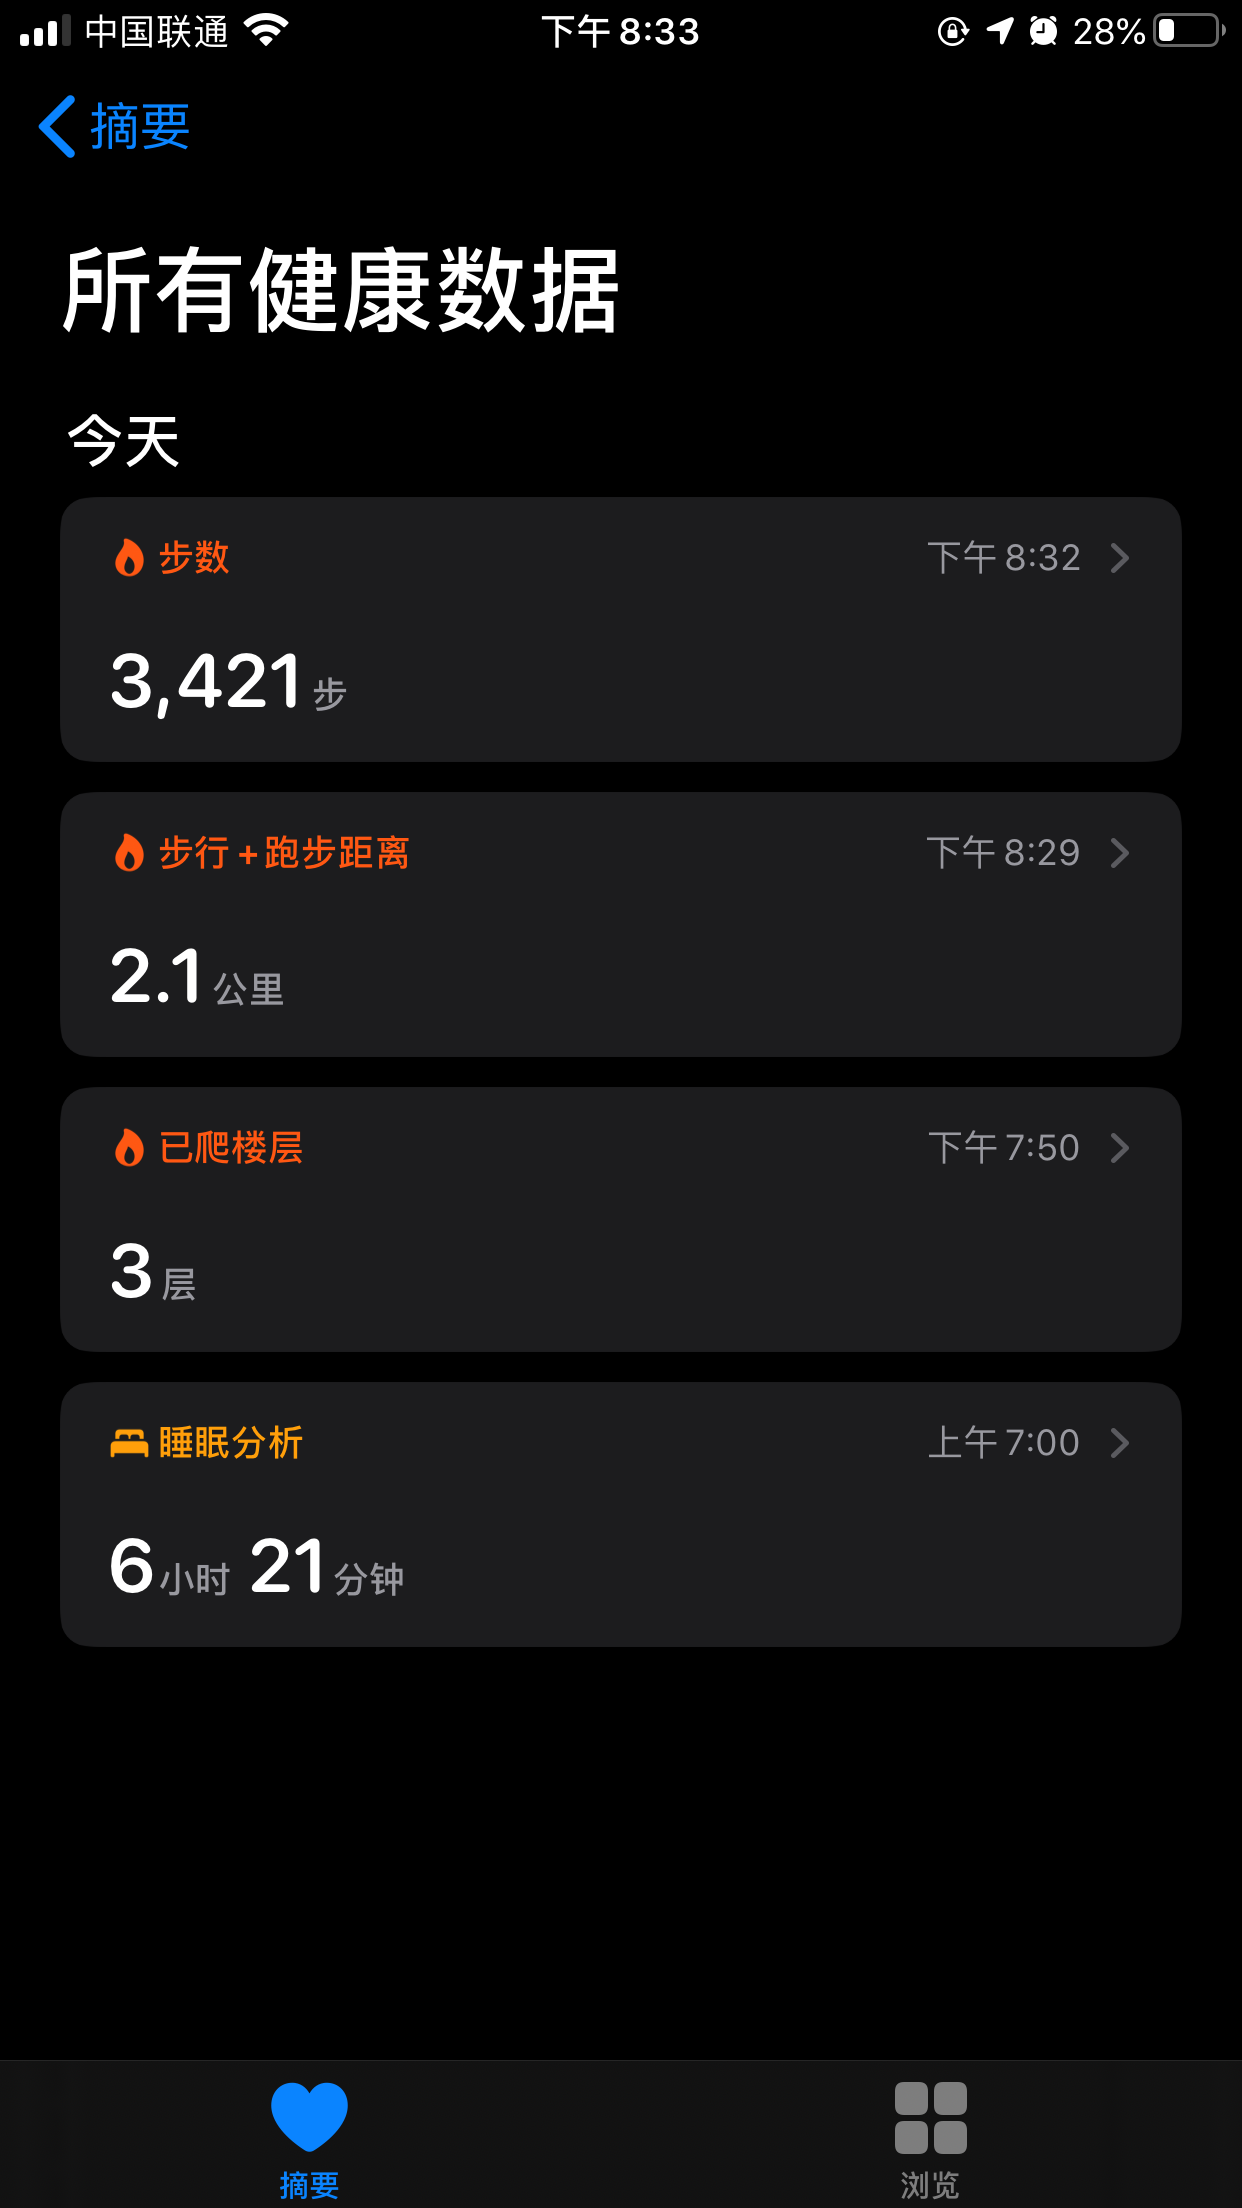 中国联通 下午 8:33 28%
摘要
所有健康数据
今天
步数 下午 8:32
3,421 步
步行 + 跑步距离 下午 8:29
2.1 公里
已爬楼层 下午 7:50
3 层
睡眠分析 上午 7:00
6 小时 21 分钟
摘要 浏览